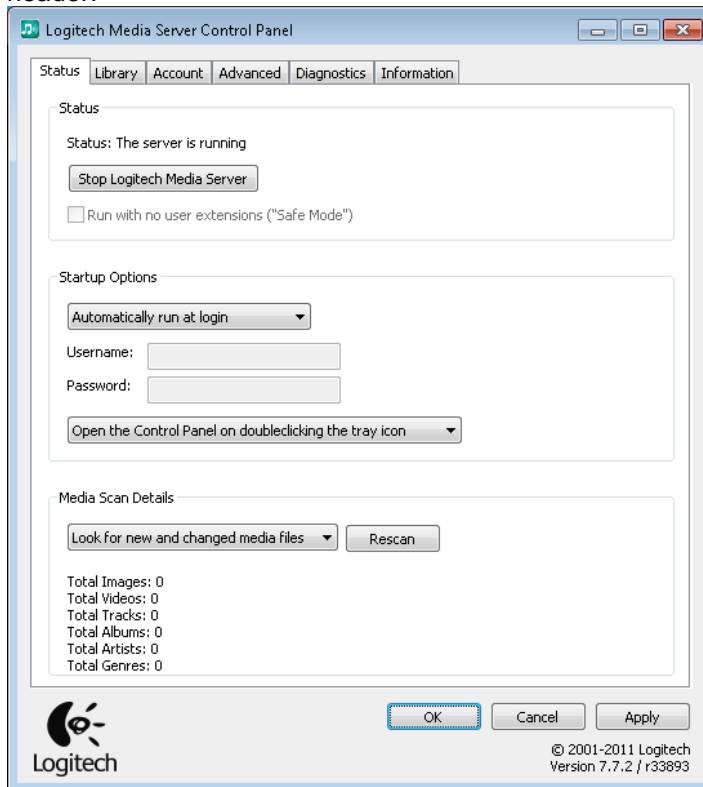 header.
Logitech Media Server Control Panel
Status Library Account Advanced Diagnostics Information
Status
Status: The server is running
Stop Logitech Media Server
Run with no user extensions ("Safe Mode")
Startup Options
Automatically run at login
Username:
Password:
Open the Control Panel on doubleclicking the tray icon
Media Scan Details
Look for new and changed media files Rescan
Total Images: 0
Total Videos: 0
Total Tracks: 0
Total Albums: 0
Total Artists: 0
Total Genres: 0
OK Cancel Apply
Logitech
© 2001-2011 Logitech
Version 7.7.2 / r33893